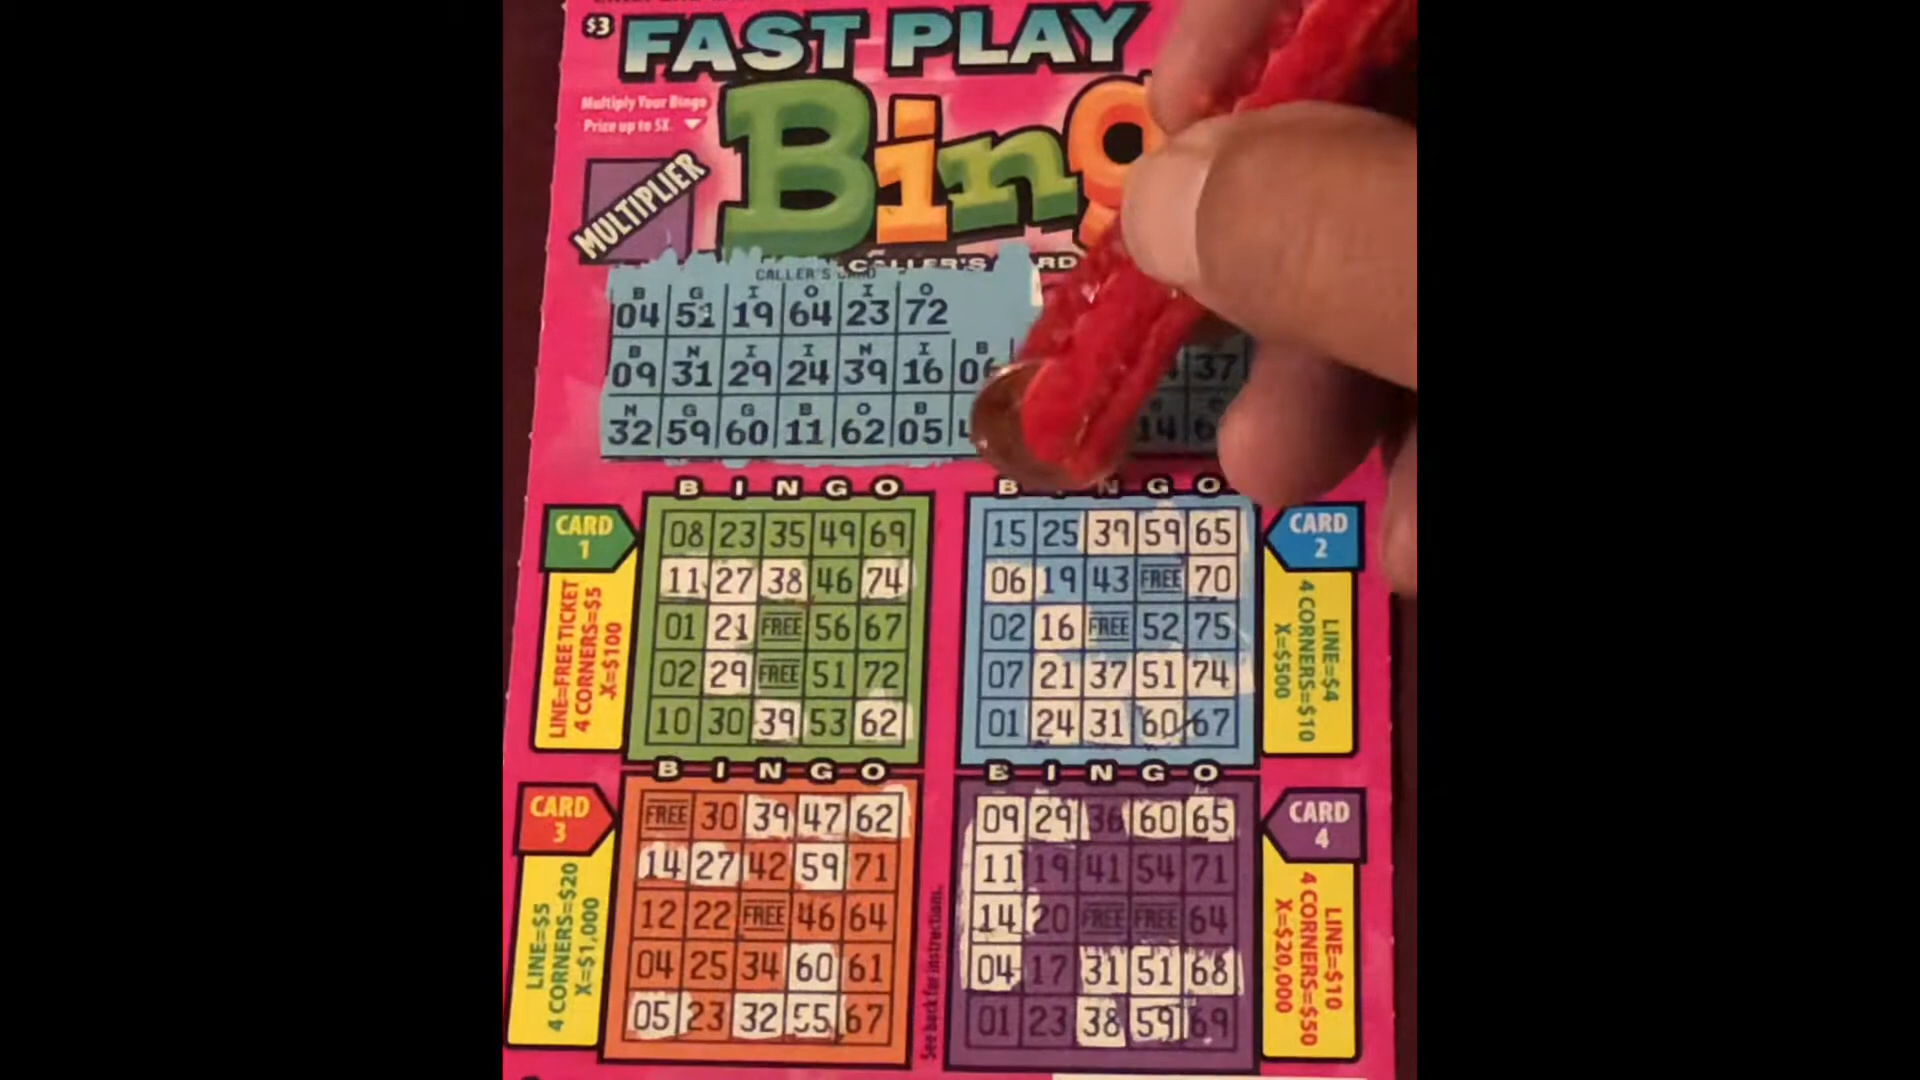 $3
FAST PLAY
Bingo
Multiply Your Bingo
Prize up to 5X.
MULTIPLIER
CALLER'S
CALLER'S CARD
B G I O I O
04 51 19 64 23 72
B N I I N I B
09 31 29 24 39 16 06 37
N G G B O B
32 59 60 11 62 05 14
B I N G O
CARD
1
LINE=FREE TICKET
4 CORNERS=$5
X=$100
08 23 35 49 69
11 27 38 46 74
01 21 FREE 56 67
02 29 FREE 51 72
10 30 39 53 62
B I N G O
CARD
2
LINE=$4
4 CORNERS=$10
X=$500
15 25 39 59 65
06 19 43 FREE 70
02 16 FREE 52 75
07 21 37 51 74
01 24 31 60 67
B I N G O
CARD
3
LINE=$5
4 CORNERS=$20
X=$1,000
FREE 30 39 47 62
14 27 42 59 71
12 22 FREE 46 64
04 25 34 60 61
05 23 32 55 67
See back for instructions.
B I N G O
CARD
4
LINE=$10
4 CORNERS=$50
X=$20,000
09 29 36 60 65
11 19 41 54 71
14 20 FREE FREE 64
04 17 31 51 68
01 23 38 59 69